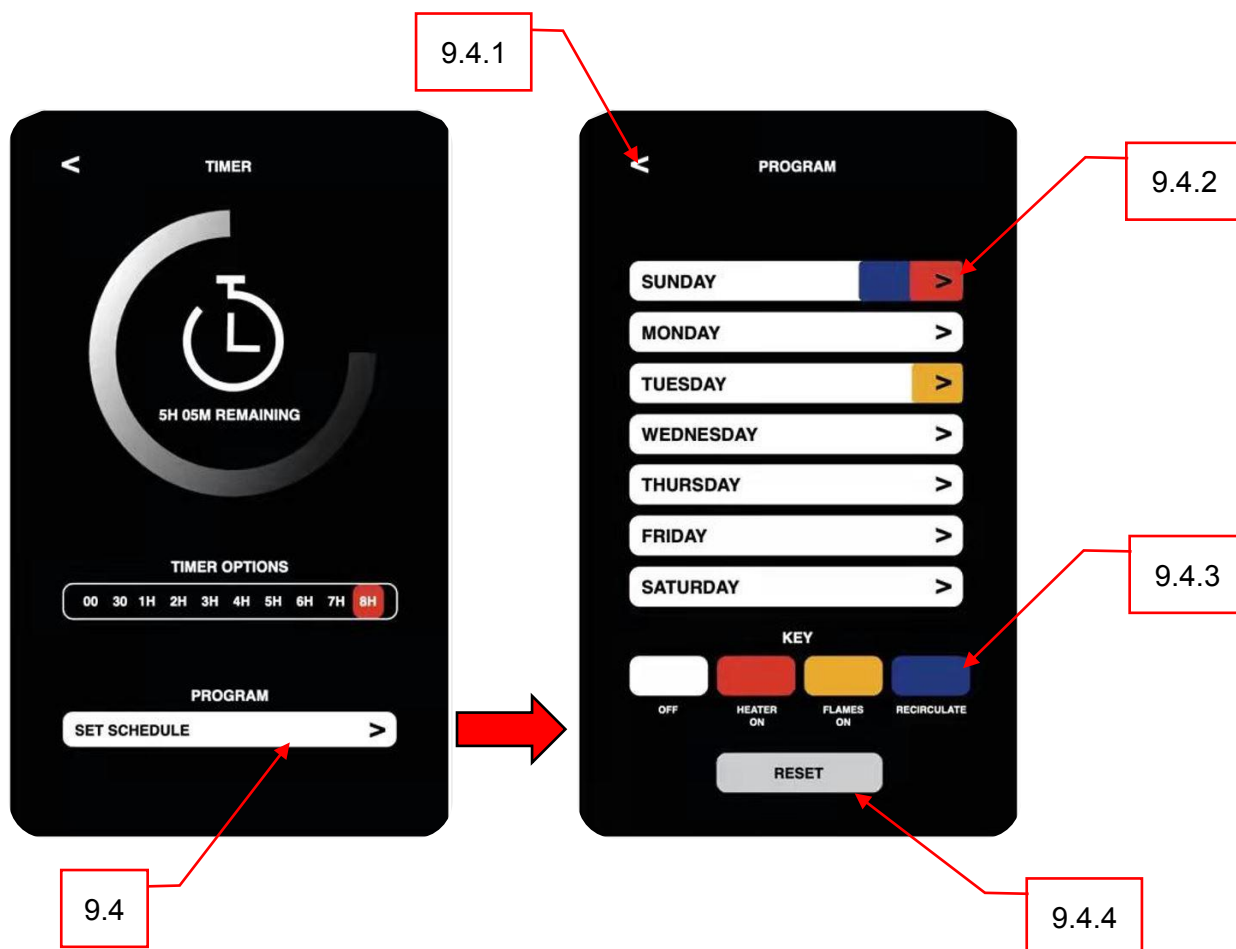 9.4.1
< TIMER
5H 05M REMAINING
TIMER OPTIONS
00 30 1H 2H 3H 4H 5H 6H 7H 8H
PROGRAM
SET SCHEDULE >
9.4
< PROGRAM
9.4.2
SUNDAY >
MONDAY >
TUESDAY >
WEDNESDAY >
THURSDAY >
FRIDAY >
SATURDAY >
9.4.3
KEY
OFF
HEATER
ON
FLAMES
ON
RECIRCULATE
RESET
9.4.4